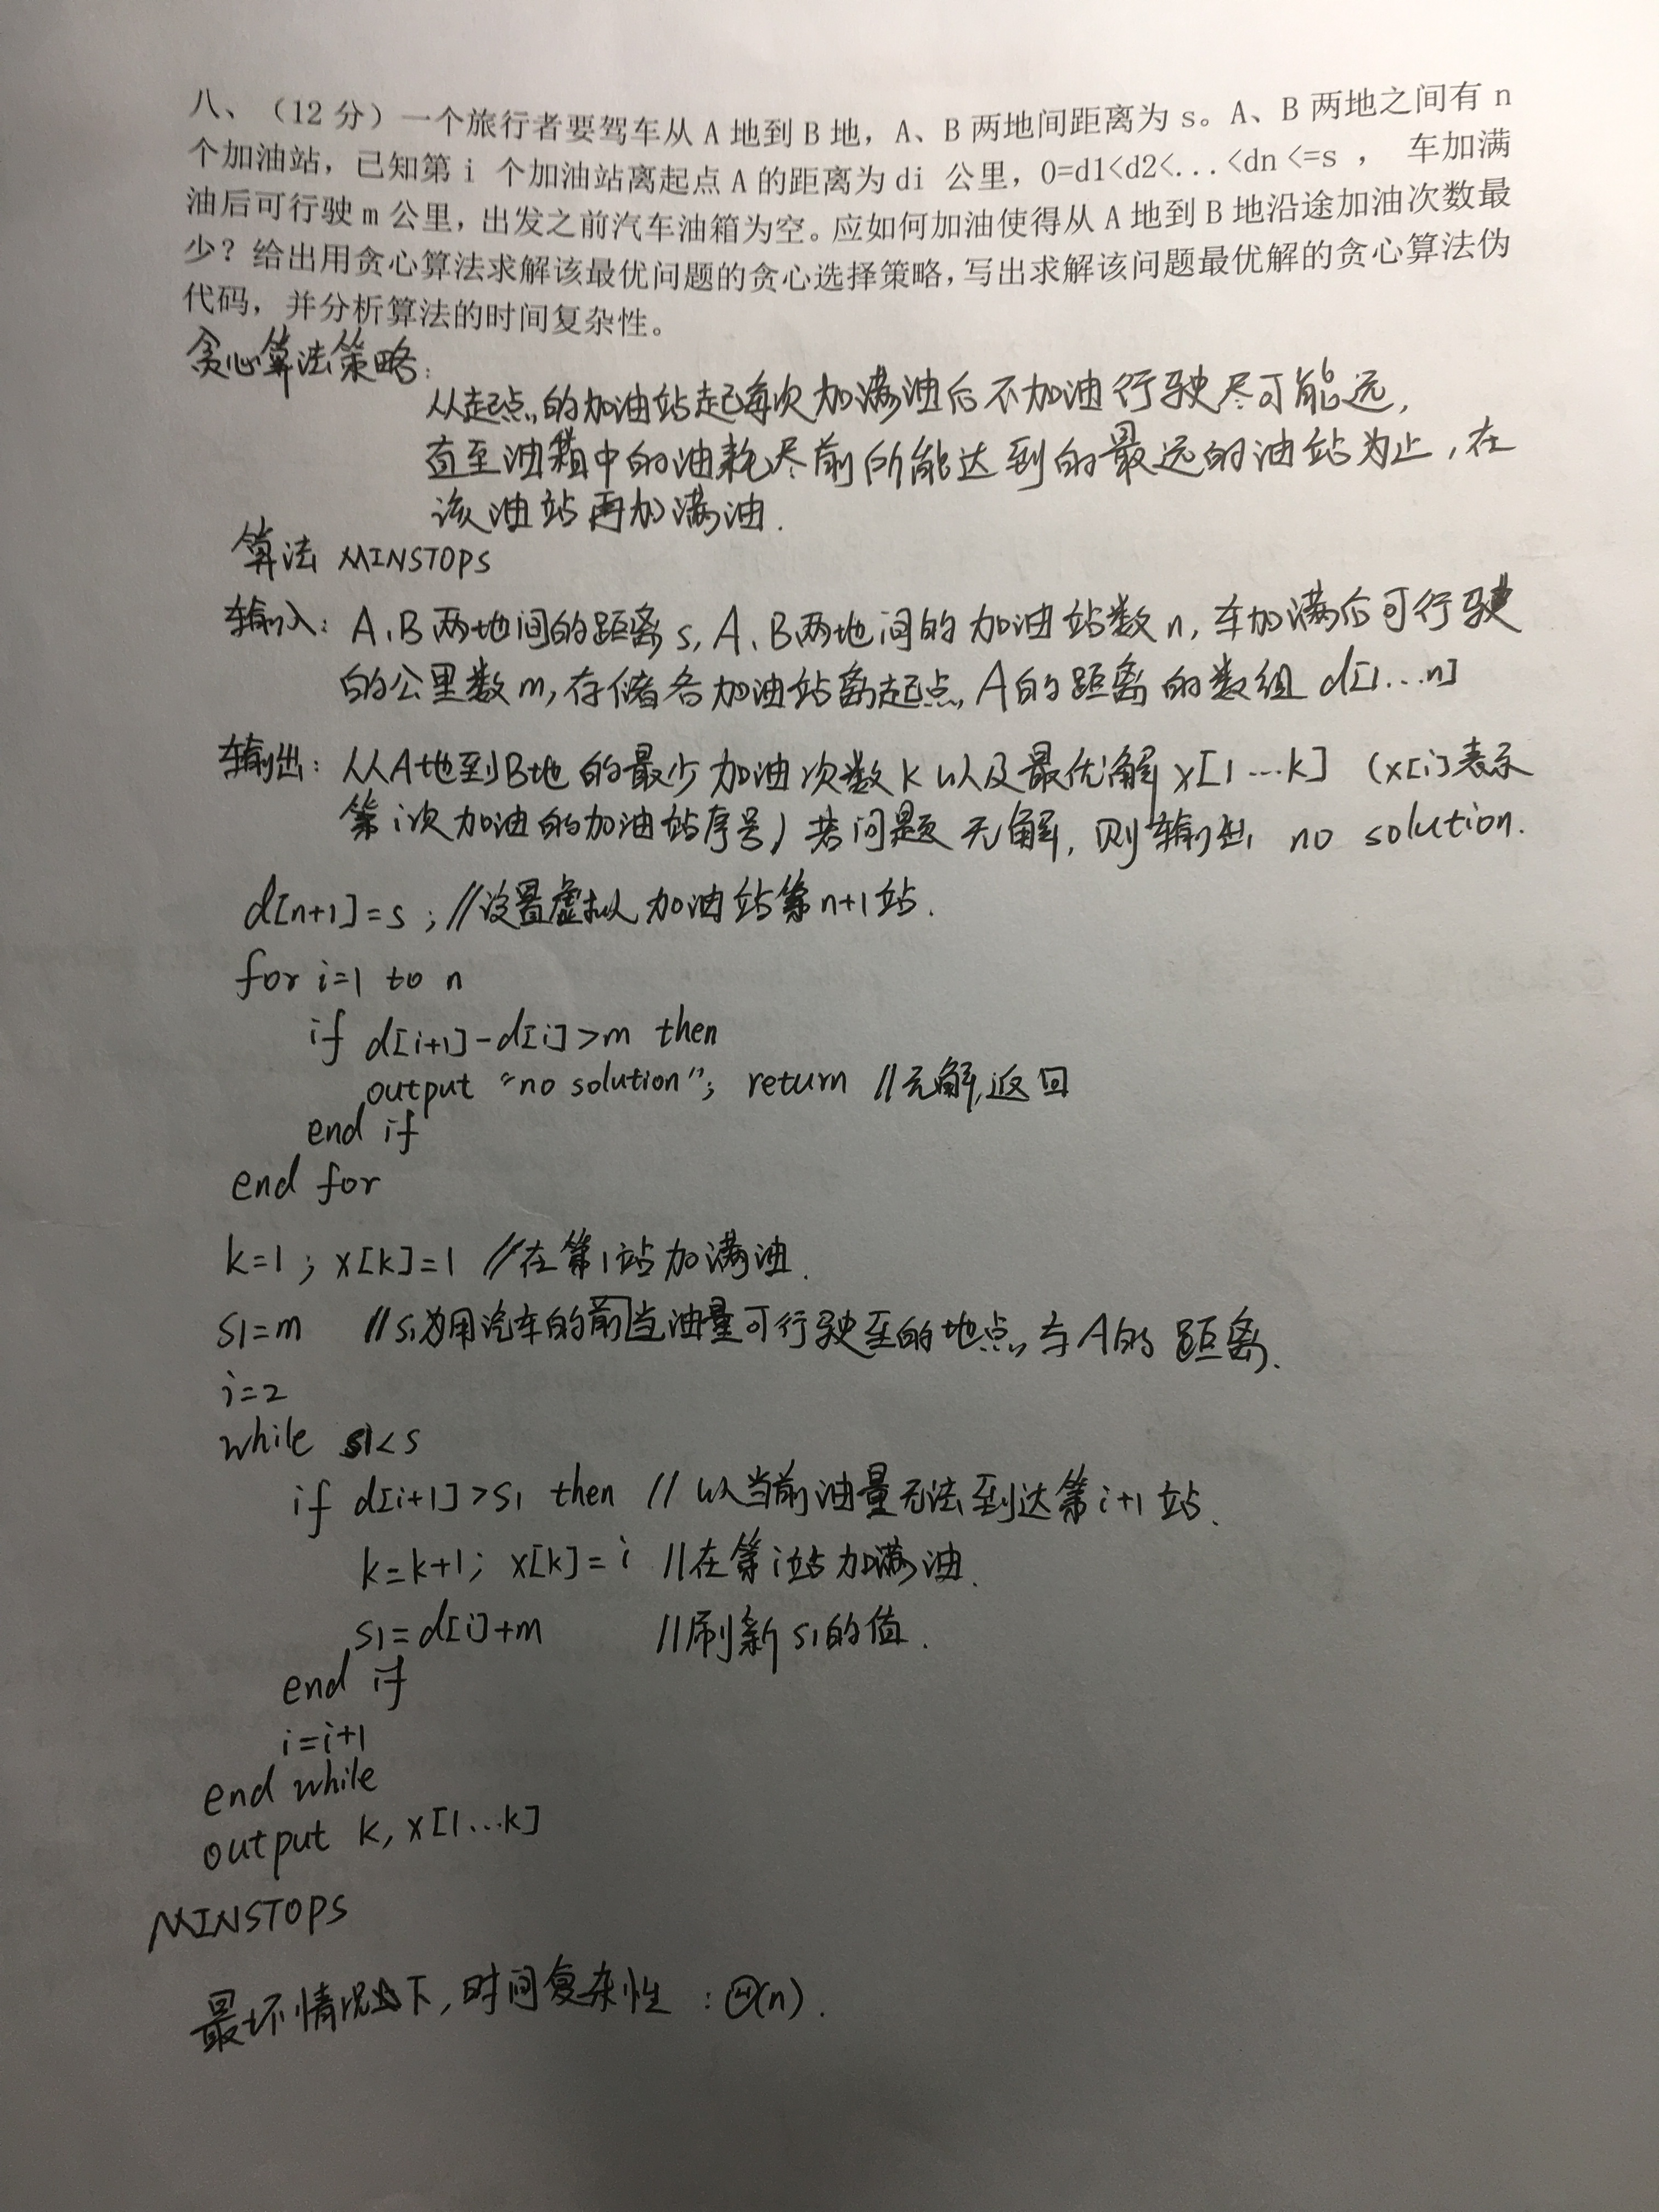 八、（12分）一个旅行者要驾车从A地到B地，A、B两地间距离为s。A、B两地之间有n
个加油站，已知第i 个加油站离起点A的距离为di 公里，0=d1<d2<...<dn<=s ， 车加满
油后可行驶m公里，出发之前汽车油箱为空。应如何加油使得从A地到B地沿途加油次数最
少？给出用贪心算法求解该最优问题的贪心选择策略，写出求解该问题最优解的贪心算法伪
代码，并分析算法的时间复杂性。
贪心算法策略：
从起点的加油站起每次加满油后不加油行驶尽可能远，
直至油箱中的油耗尽前所能达到的最远的油站为止，在
该油站再加满油.
算法 MINSTOPS
输入：A、B两地间的距离s, A、B两地间的加油站数n, 车加满后可行驶
的公里数m, 存储各加油站离起点A的距离的数组d[1...n]
输出：从A地到B地的最少加油次数k以及最优解x[1...k]（x[i]表示
第i次加油的加油站序号）若问题无解，则输出 no solution.
d[n+1]=s ; //设置虚拟加油站第n+1站.
for i=1 to n
if d[i+1]-d[i]>m then
output “no solution”; return //无解,返回
end if
end for
k=1 ; x[k]=1 //在第1站加满油.
s1=m //s1为用汽车的前当油量可行驶至的地点与A的距离.
i=2
while s1<s
if d[i+1]>s1 then // 以当前油量无法到达第i+1站.
k=k+1; x[k]=i //在第i站加满油.
s1=d[i]+m //刷新s1的值.
end if
i=i+1
end while
output k, x[1...k]
MINSTOPS
最坏情况下，时间复杂性：Θ(n).